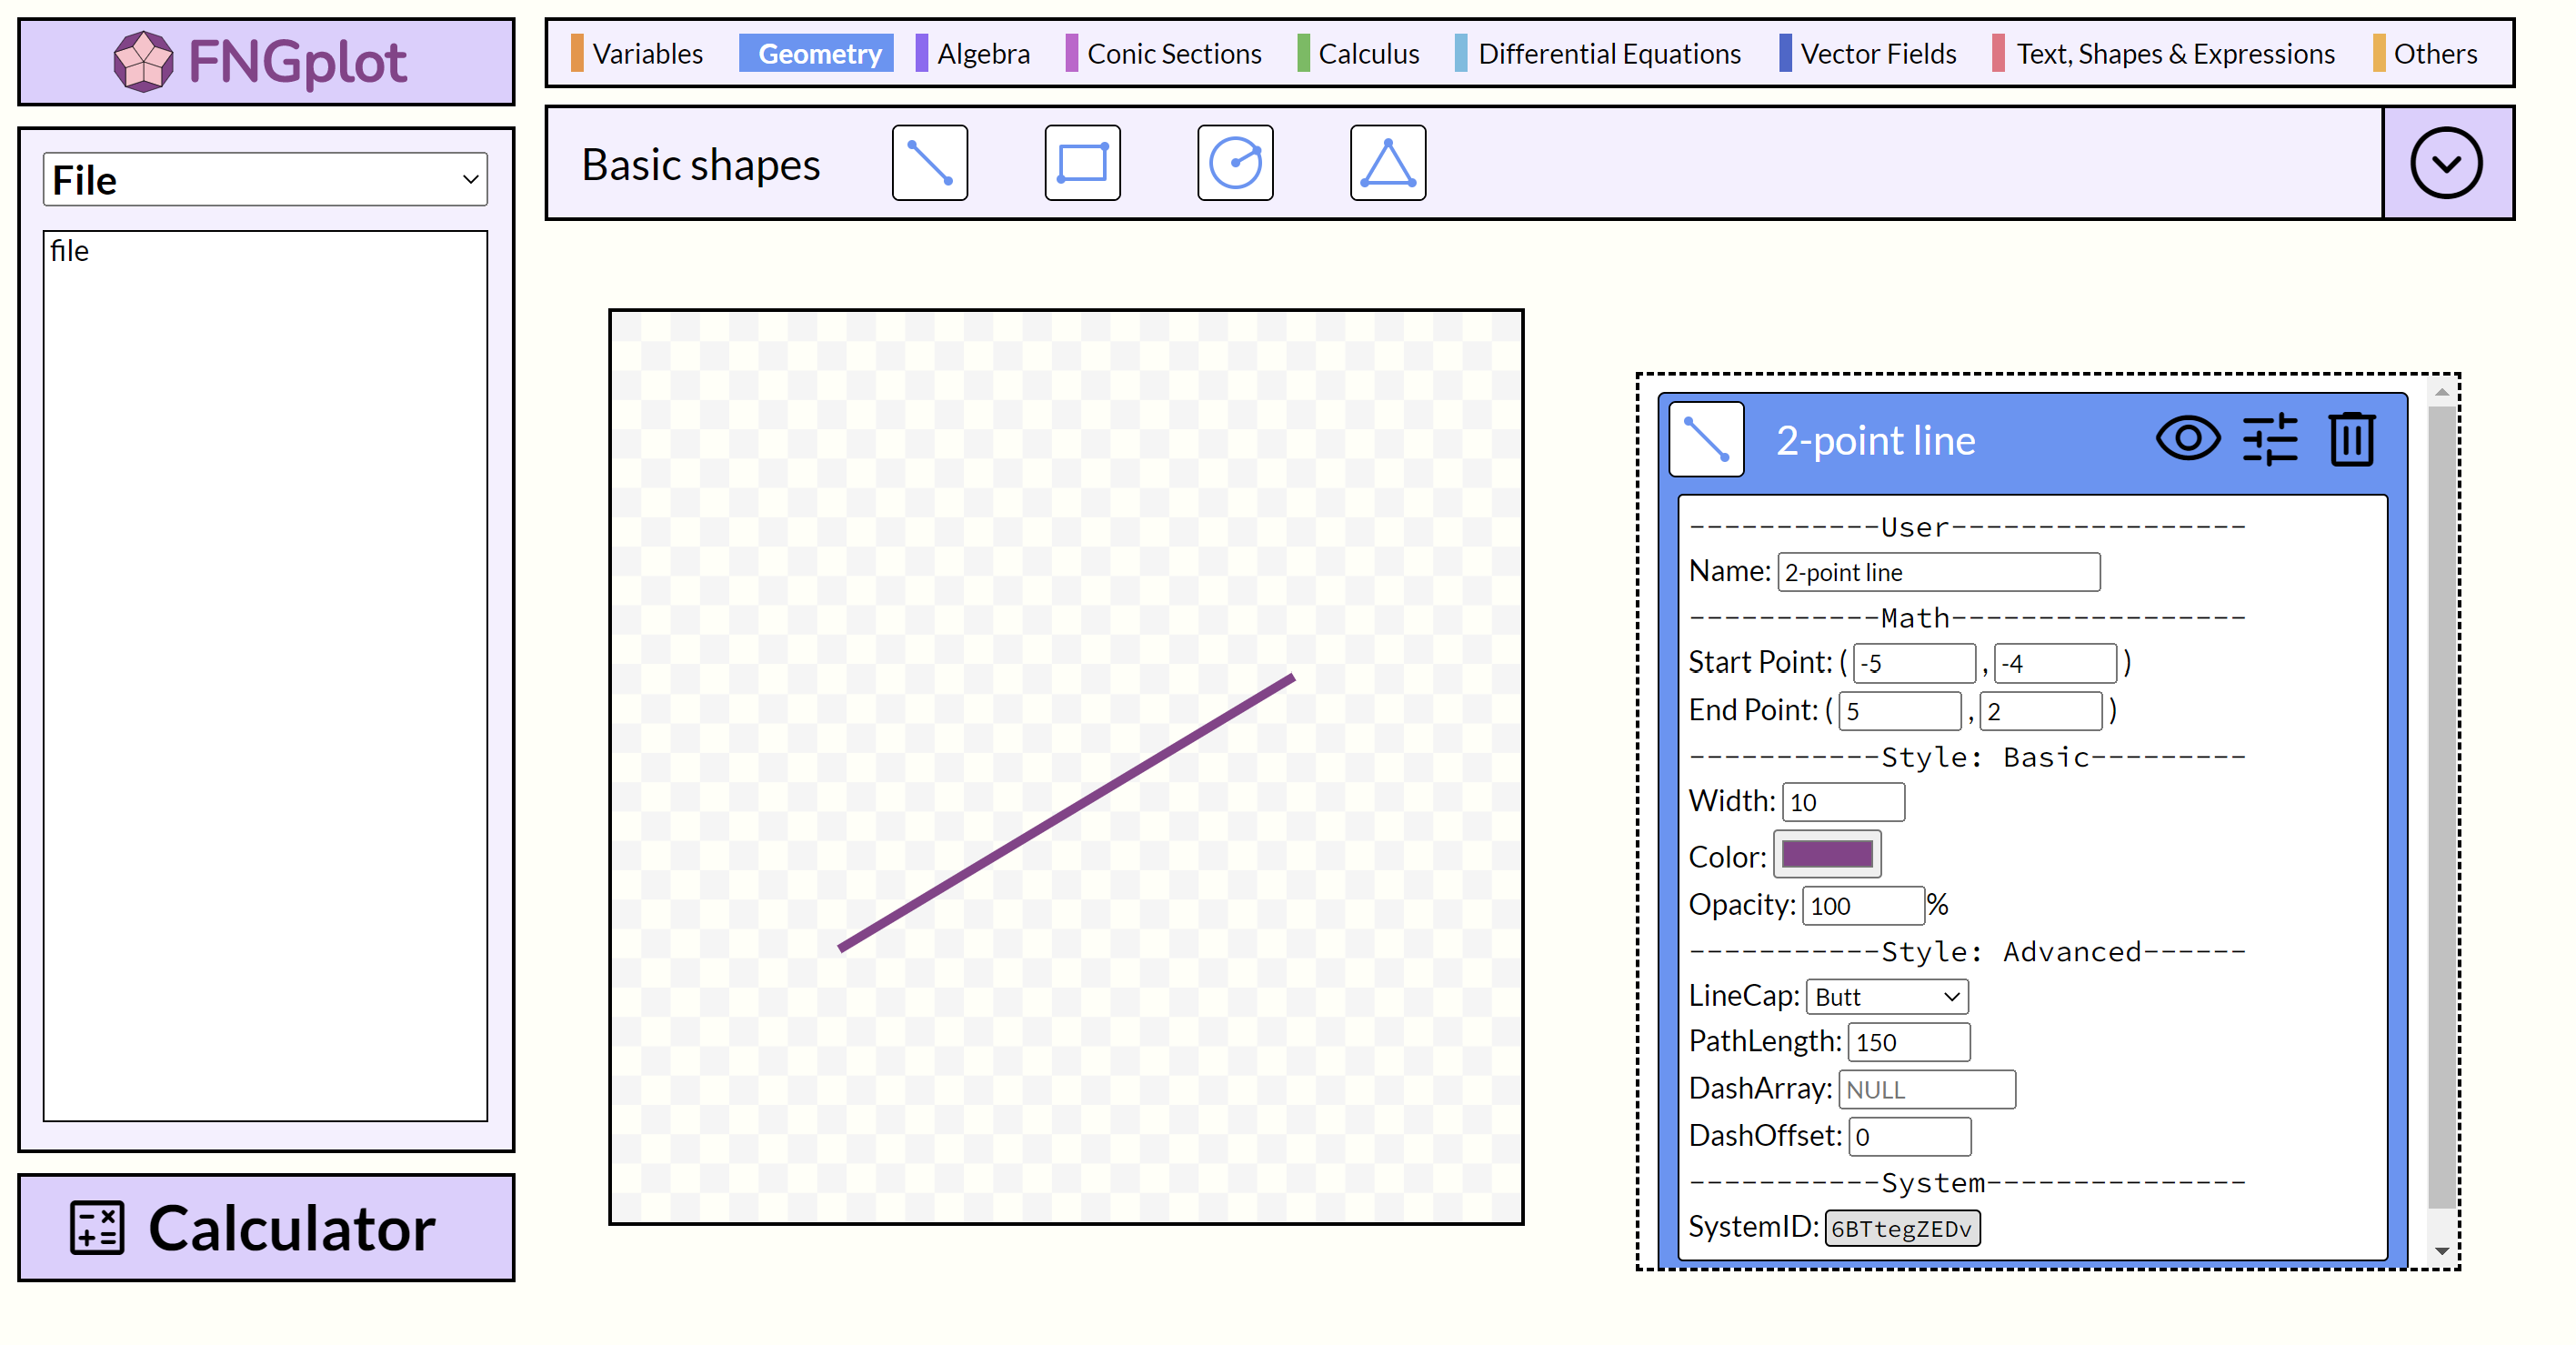 FNGplot
Variables Geometry Algebra Conic Sections Calculus Differential Equations Vector Fields Text, Shapes & Expressions Others
Basic shapes
File
file
Calculator
2-point line
-----------User-----------------
Name: 2-point line
-----------Math-----------------
Start Point: ( -5 , -4 )
End Point: ( 5 , 2 )
-----------Style: Basic---------
Width: 10
Color:
Opacity: 100 %
-----------Style: Advanced------
LineCap: Butt
PathLength: 150
DashArray: NULL
DashOffset: 0
-----------System---------------
SystemID: 6BTtegZEDv